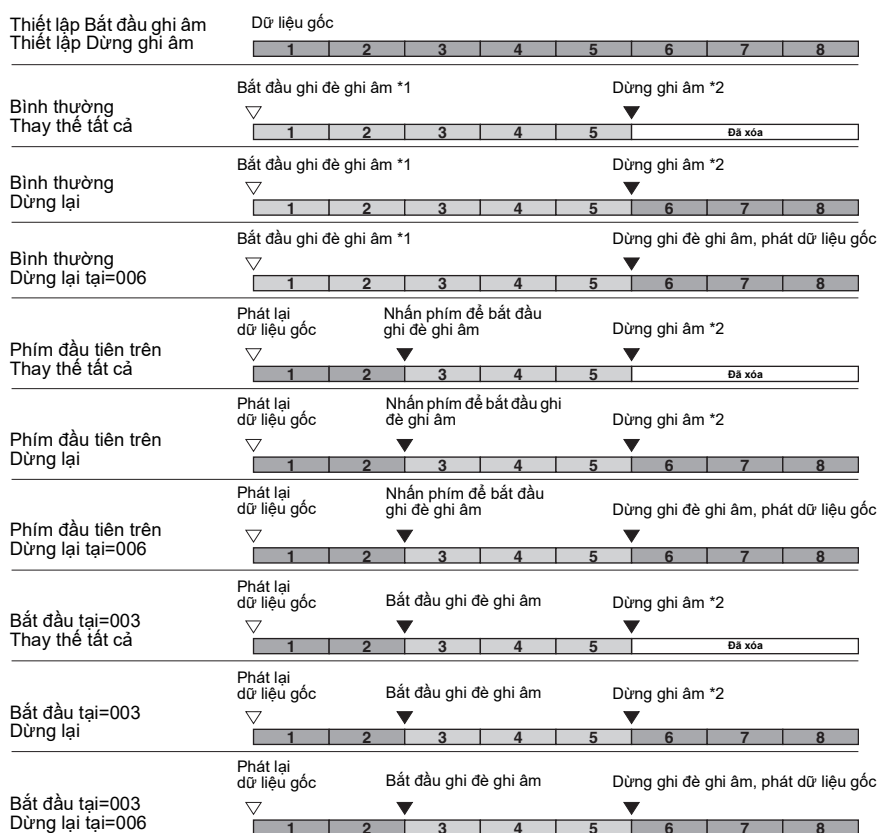 Thiết lập Bắt đầu ghi âm
Thiết lập Dừng ghi âm
Dữ liệu gốc
1 2 3 4 5 6 7 8
Bình thường
Thay thế tất cả
Bắt đầu ghi đè ghi âm *1
Dừng ghi âm *2
1 2 3 4 5 Đã xóa
Bình thường
Dừng lại
Bắt đầu ghi đè ghi âm *1
Dừng ghi âm *2
1 2 3 4 5 6 7 8
Bình thường
Dừng lại tại=006
Bắt đầu ghi đè ghi âm *1
Dừng ghi đè ghi âm, phát dữ liệu gốc
1 2 3 4 5 6 7 8
Phím đầu tiên trên
Thay thế tất cả
Phát lại
dữ liệu gốc
Nhấn phím để bắt đầu
ghi đè ghi âm
Dừng ghi âm *2
1 2 3 4 5 Đã xóa
Phím đầu tiên trên
Dừng lại
Phát lại
dữ liệu gốc
Nhấn phím để bắt đầu ghi
đè ghi âm
Dừng ghi âm *2
1 2 3 4 5 6 7 8
Phím đầu tiên trên
Dừng lại tại=006
Phát lại
dữ liệu gốc
Nhấn phím để bắt đầu
ghi đè ghi âm
Dừng ghi đè ghi âm, phát dữ liệu gốc
1 2 3 4 5 6 7 8
Bắt đầu tại=003
Thay thế tất cả
Phát lại
dữ liệu gốc
Bắt đầu ghi đè ghi âm
Dừng ghi âm *2
1 2 3 4 5 Đã xóa
Bắt đầu tại=003
Dừng lại
Phát lại
dữ liệu gốc
Bắt đầu ghi đè ghi âm
Dừng ghi âm *2
1 2 3 4 5 6 7 8
Bắt đầu tại=003
Dừng lại tại=006
Phát lại
dữ liệu gốc
Bắt đầu ghi đè ghi âm
Dừng ghi đè ghi âm, phát dữ liệu gốc
1 2 3 4 5 6 7 8